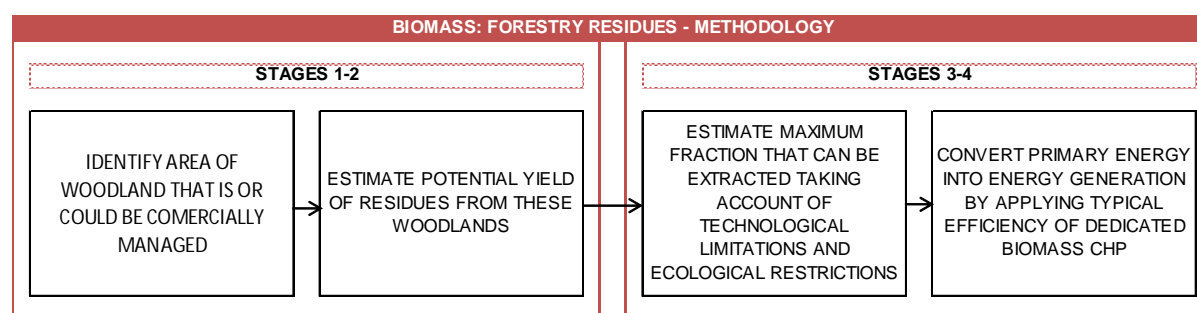 BIOMASS: FORESTRY RESIDUES - METHODOLOGY
STAGES 1-2
IDENTIFY AREA OF
WOODLAND THAT IS OR
COULD BE COMERCIALLY
MANAGED
ESTIMATE POTENTIAL YIELD
OF RESIDUES FROM THESE
WOODLANDS
STAGES 3-4
ESTIMATE MAXIMUM
FRACTION THAT CAN BE
EXTRACTED TAKING
ACCOUNT OF
TECHNOLOGICAL
LIMITATIONS AND
ECOLOGICAL RESTRICTIONS
CONVERT PRIMARY ENERGY
INTO ENERGY GENERATION
BY APPLYING TYPICAL
EFFICIENCY OF DEDICATED
BIOMASS CHP